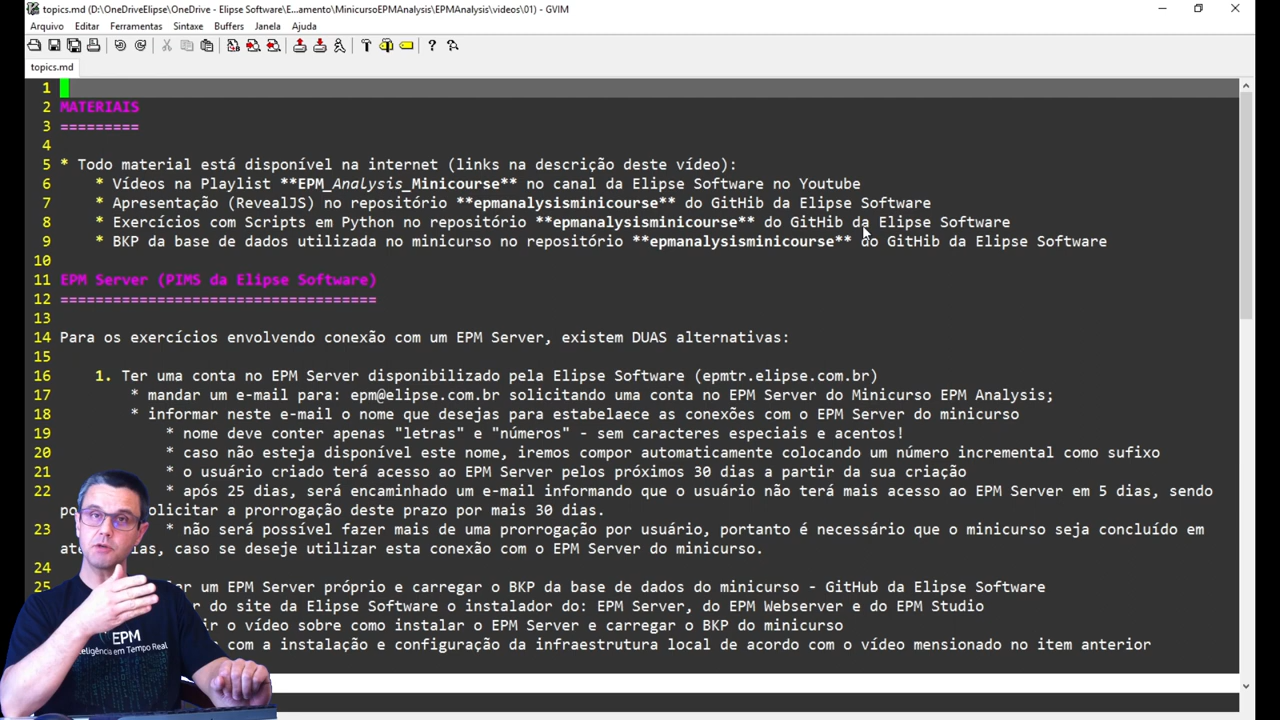 topics.md (D:\OneDriveElipse\OneDrive - Elipse Software\E...amento\MinicursoEPMAnalysis\EPMAnalysis\videos\01) - GVIM
Arquivo Editar Ferramentas Sintaxe Buffers Janela Ajuda
topics.md
1
2 MATERIAIS
3 =========
4
5 * Todo material está disponível na internet (links na descrição deste vídeo):
6 * Vídeos na Playlist **EPM_Analysis_Minicourse** no canal da Elipse Software no Youtube
7 * Apresentação (RevealJS) no repositório **epmanalysisminicourse** do GitHib da Elipse Software
8 * Exercícios com Scripts em Python no repositório **epmanalysisminicourse** do GitHib da Elipse Software
9 * BKP da base de dados utilizada no minicurso no repositório **epmanalysisminicourse** do GitHib da Elipse Software
10
11 EPM Server (PIMS da Elipse Software)
12 ====================================
13
14 Para os exercícios envolvendo conexão com um EPM Server, existem DUAS alternativas:
15
16 1. Ter uma conta no EPM Server disponibilizado pela Elipse Software (epmtr.elipse.com.br)
17 * mandar um e-mail para: epm@elipse.com.br solicitando uma conta no EPM Server do Minicurso EPM Analysis;
18 * informar neste e-mail o nome que desejas para estabelaece as conexões com o EPM Server do minicurso
19 * nome deve conter apenas "letras" e "números" - sem caracteres especiais e acentos!
20 * caso não esteja disponível este nome, iremos compor automaticamente colocando um número incremental como sufixo
21 * o usuário criado terá acesso ao EPM Server pelos próximos 30 dias a partir da sua criação
22 * após 25 dias, será encaminhado um e-mail informando que o usuário não terá mais acesso ao EPM Server em 5 dias, sendo
solicitar a prorrogação deste prazo por mais 30 dias.
23 * não será possível fazer mais de uma prorrogação por usuário, portanto é necessário que o minicurso seja concluído em
dias, caso se deseje utilizar esta conexão com o EPM Server do minicurso.
24
25 um EPM Server próprio e carregar o BKP da base de dados do minicurso - GitHub da Elipse Software
do site da Elipse Software o instalador do: EPM Server, do EPM Webserver e do EPM Studio
o vídeo sobre como instalar o EPM Server e carregar o BKP do minicurso
com a instalação e configuração da infraestrutura local de acordo com o vídeo mencionado no item anterior
EPM
Inteligência em Tempo Real